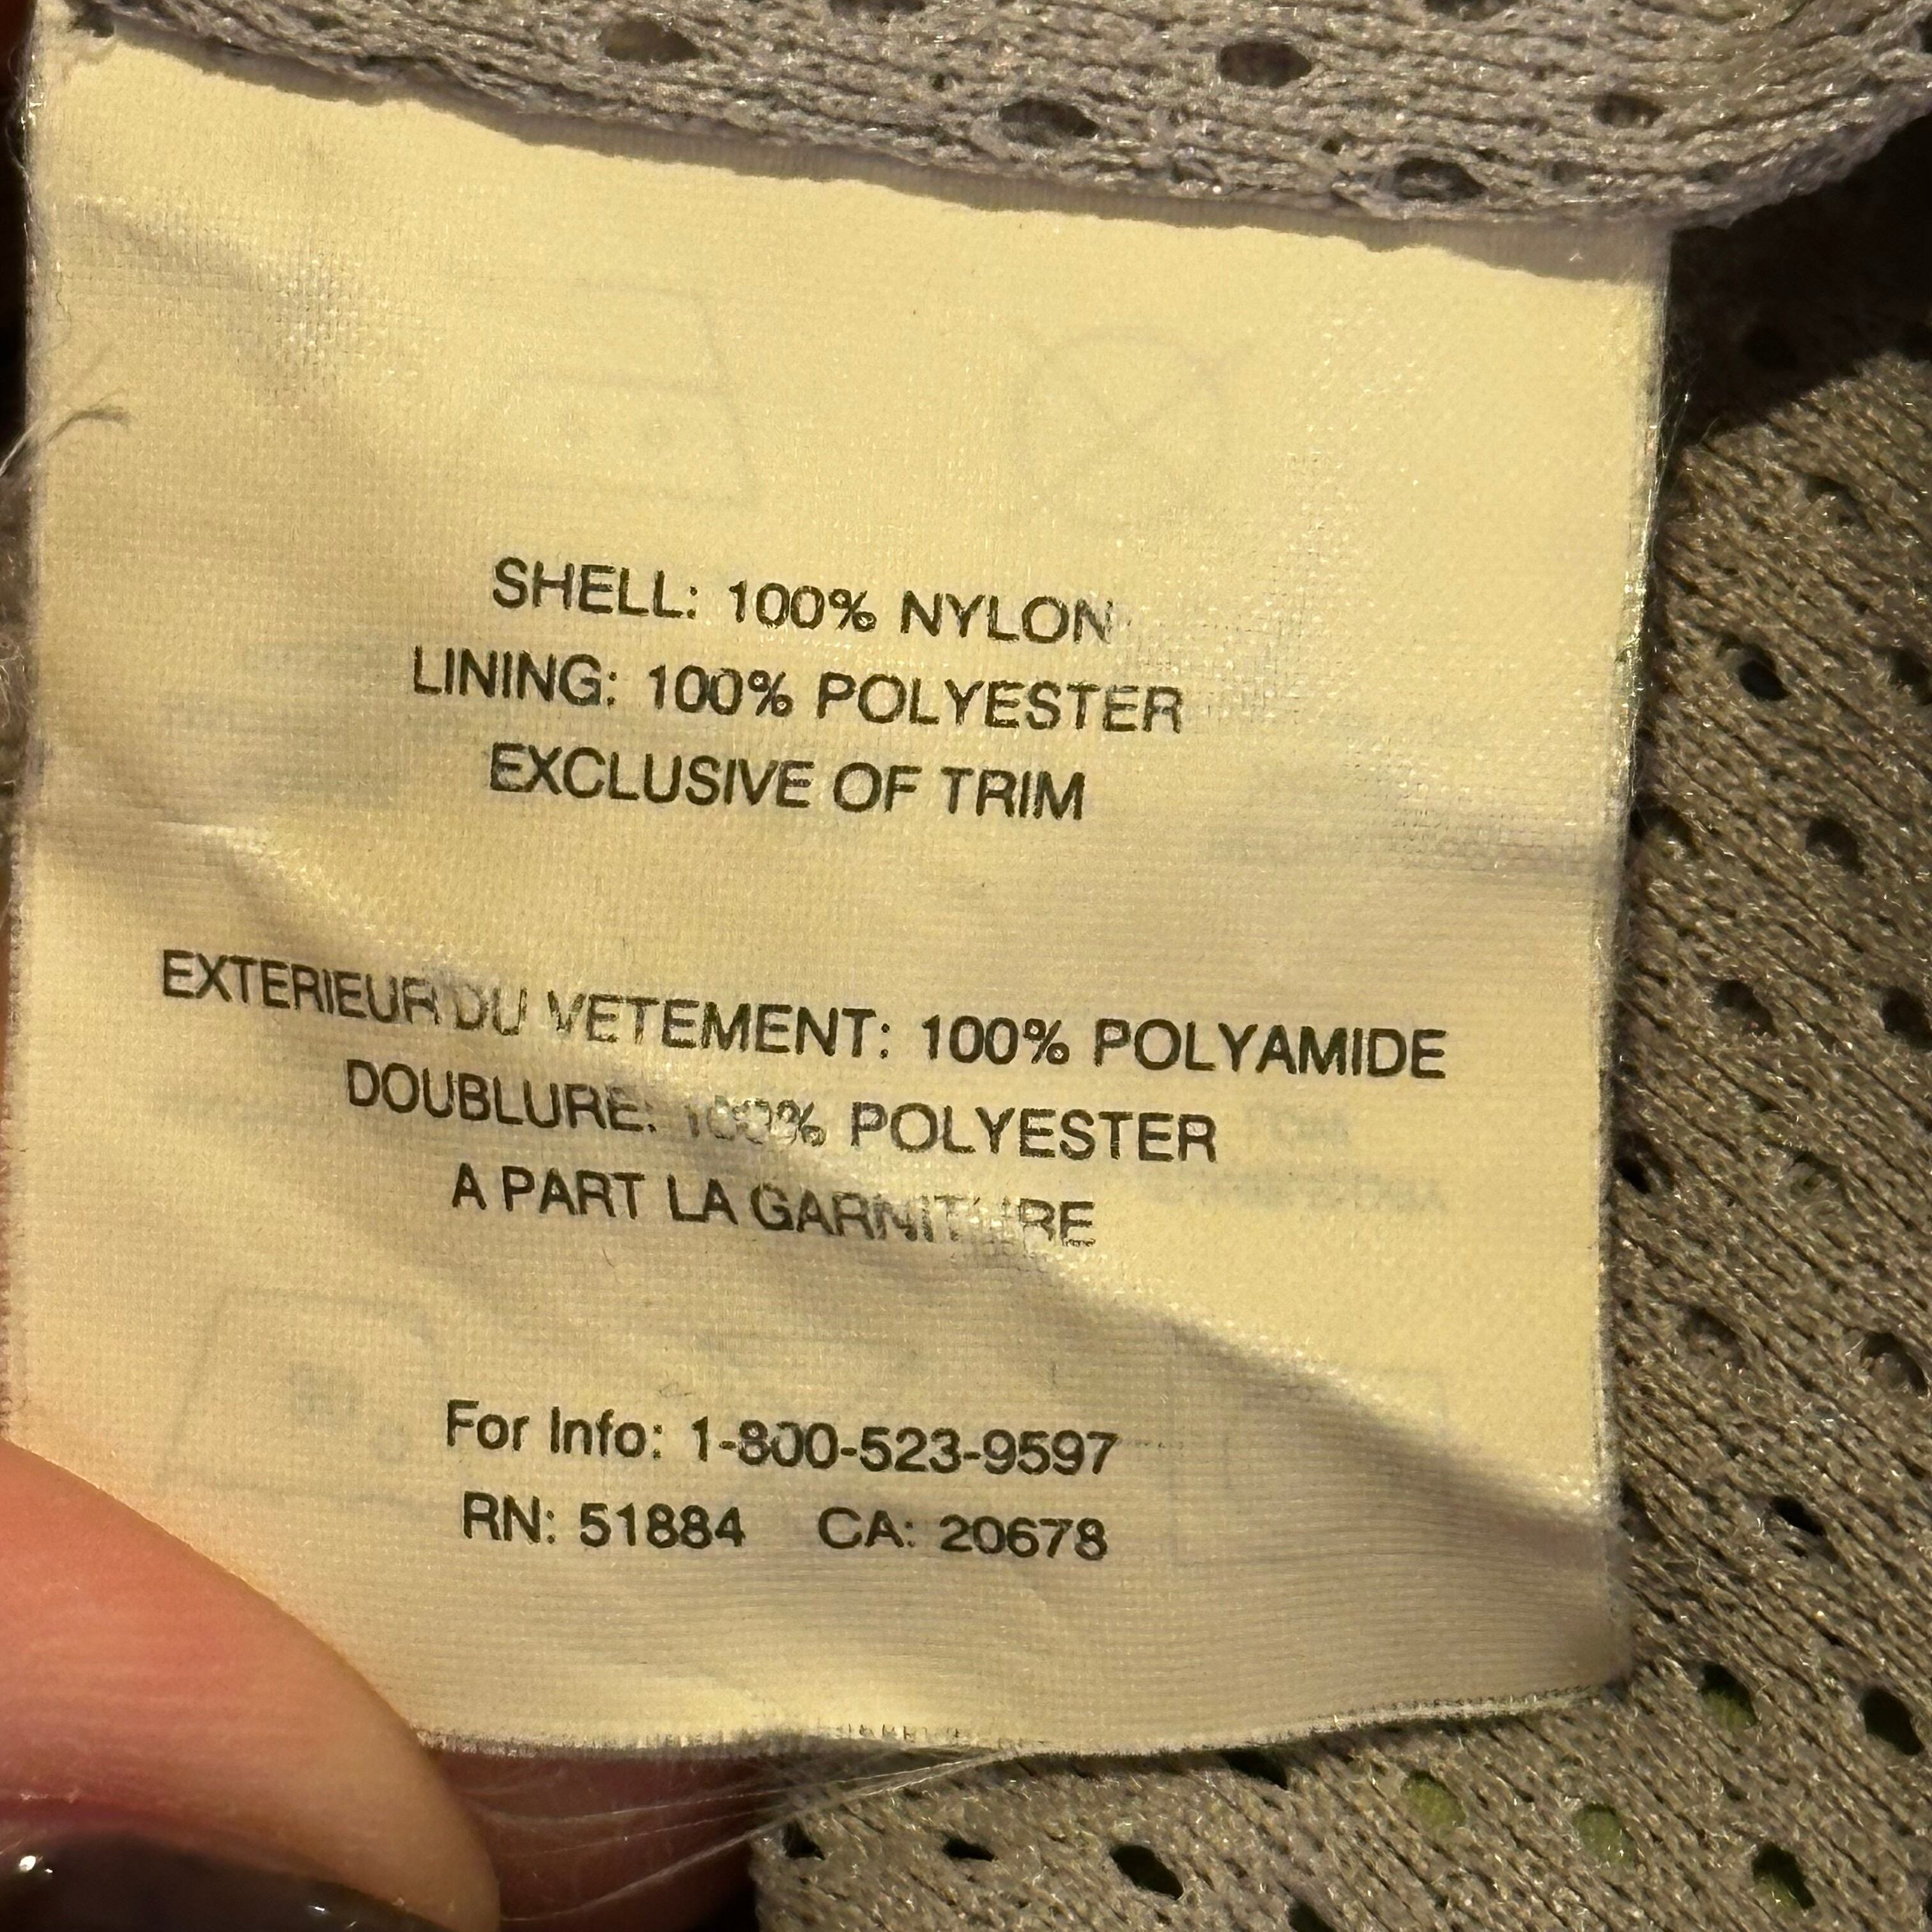 SHELL: 100% NYLON
LINING: 100% POLYESTER
EXCLUSIVE OF TRIM
EXTERIEUR DU VETEMENT: 100% POLYAMIDE
DOUBLURE: 100% POLYESTER
A PART LA GARNITURE
For Info: 1-800-523-9597
RN: 51884 CA: 20678